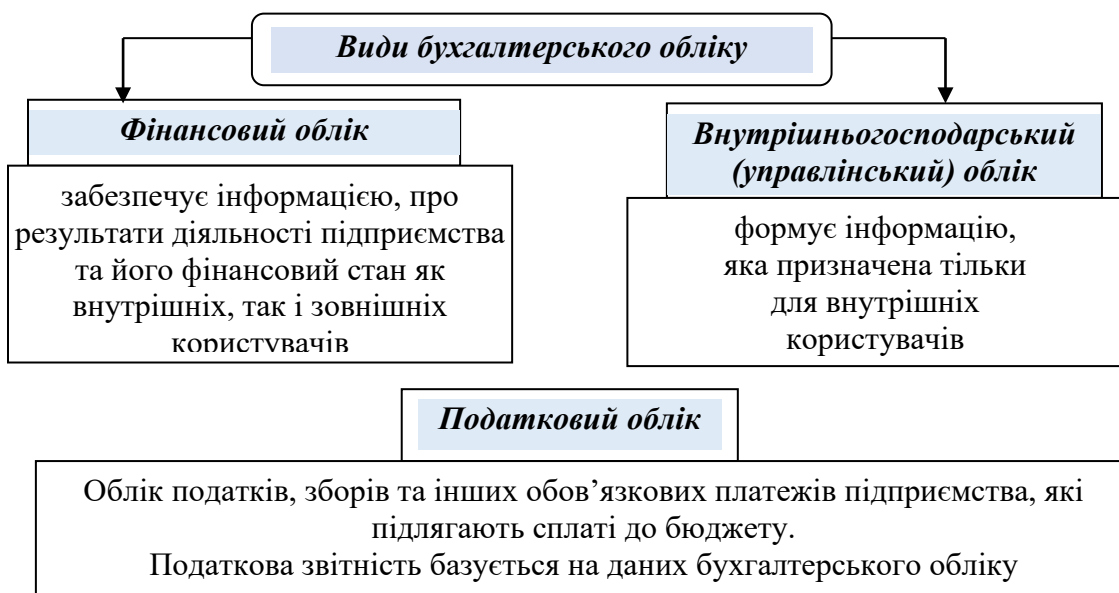 Види бухгалтерського обліку
Фінансовий облік
забезпечує інформацією, про
результати діяльності підприємства
та його фінансовий стан як
внутрішніх, так і зовнішніх
користувачів
Внутрішньогосподарський
(управлінський) облік
формує інформацію,
яка призначена тільки
для внутрішніх
користувачів
Податковий облік
Облік податків, зборів та інших обов’язкових платежів підприємства, які
підлягають сплаті до бюджету.
Податкова звітність базується на даних бухгалтерського обліку